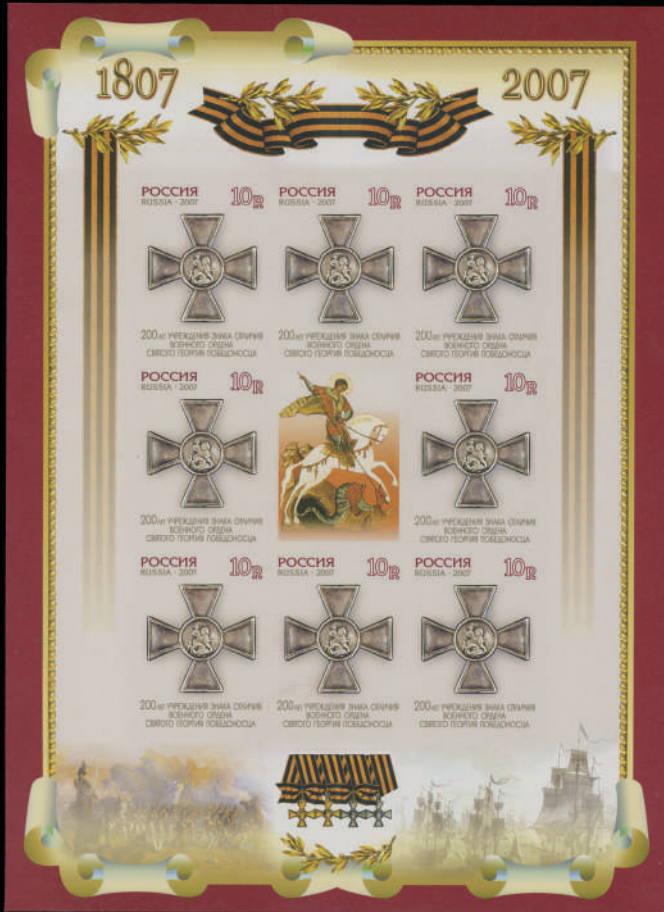 1807 2007
РОССИЯ 10R РОССИЯ 10R РОССИЯ 10R
RUSSIA · 2007 RUSSIA · 2007 RUSSIA · 2007
200 ЛЕТ УЧРЕЖДЕНИЯ ЗНАКА ОТЛИЧИЯ 200 ЛЕТ УЧРЕЖДЕНИЯ ЗНАКА ОТЛИЧИЯ 200 ЛЕТ УЧРЕЖДЕНИЯ ЗНАКА ОТЛИЧИЯ
ВОЕННОГО ОРДЕНА ВОЕННОГО ОРДЕНА ВОЕННОГО ОРДЕНА
СВЯТОГО ГЕОРГИЯ ПОБЕДОНОСЦА СВЯТОГО ГЕОРГИЯ ПОБЕДОНОСЦА СВЯТОГО ГЕОРГИЯ ПОБЕДОНОСЦА
РОССИЯ 10R РОССИЯ 10R
RUSSIA · 2007 RUSSIA · 2007
200 ЛЕТ УЧРЕЖДЕНИЯ ЗНАКА ОТЛИЧИЯ 200 ЛЕТ УЧРЕЖДЕНИЯ ЗНАКА ОТЛИЧИЯ
ВОЕННОГО ОРДЕНА ВОЕННОГО ОРДЕНА
СВЯТОГО ГЕОРГИЯ ПОБЕДОНОСЦА СВЯТОГО ГЕОРГИЯ ПОБЕДОНОСЦА
РОССИЯ 10R РОССИЯ 10R РОССИЯ 10R
RUSSIA · 2007 RUSSIA · 2007 RUSSIA · 2007
200 ЛЕТ УЧРЕЖДЕНИЯ ЗНАКА ОТЛИЧИЯ 200 ЛЕТ УЧРЕЖДЕНИЯ ЗНАКА ОТЛИЧИЯ 200 ЛЕТ УЧРЕЖДЕНИЯ ЗНАКА ОТЛИЧИЯ
ВОЕННОГО ОРДЕНА ВОЕННОГО ОРДЕНА ВОЕННОГО ОРДЕНА
СВЯТОГО ГЕОРГИЯ ПОБЕДОНОСЦА СВЯТОГО ГЕОРГИЯ ПОБЕДОНОСЦА СВЯТОГО ГЕОРГИЯ ПОБЕДОНОСЦА